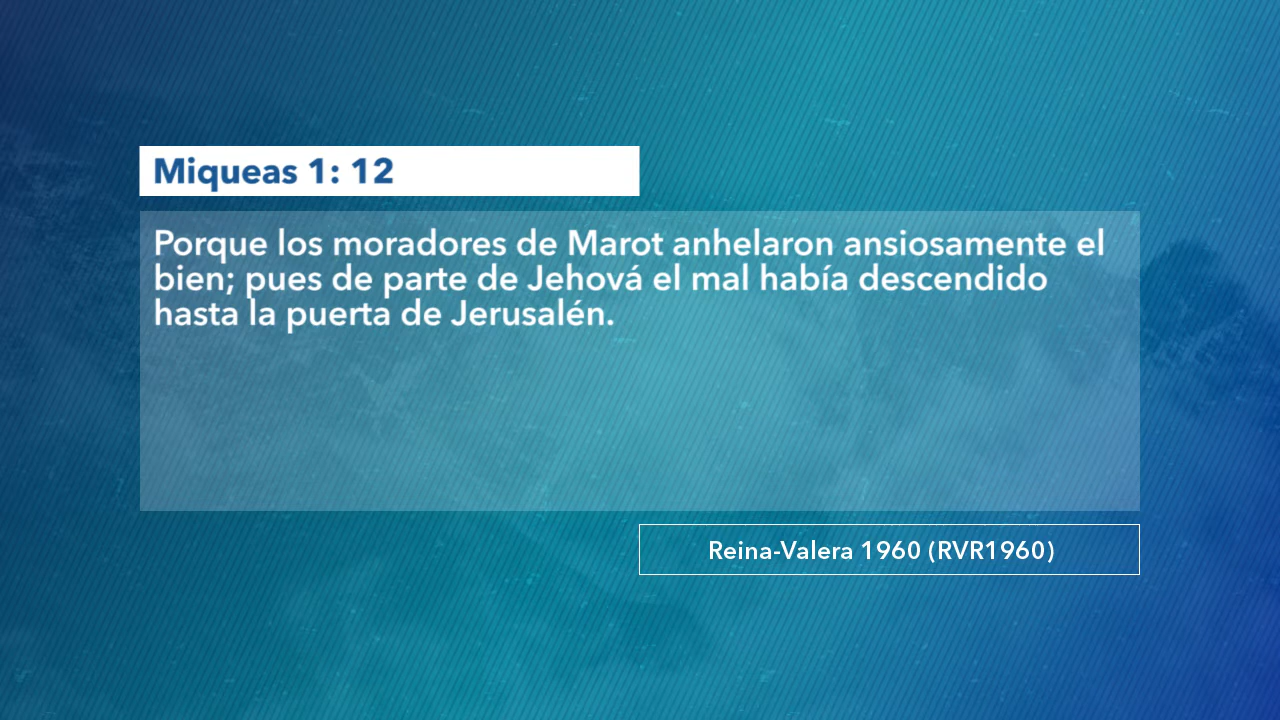 Miqueas 1: 12
Porque los moradores de Marot anhelaron ansiosamente el
bien; pues de parte de Jehová el mal había descendido
hasta la puerta de Jerusalén.
Reina-Valera 1960 (RVR1960)